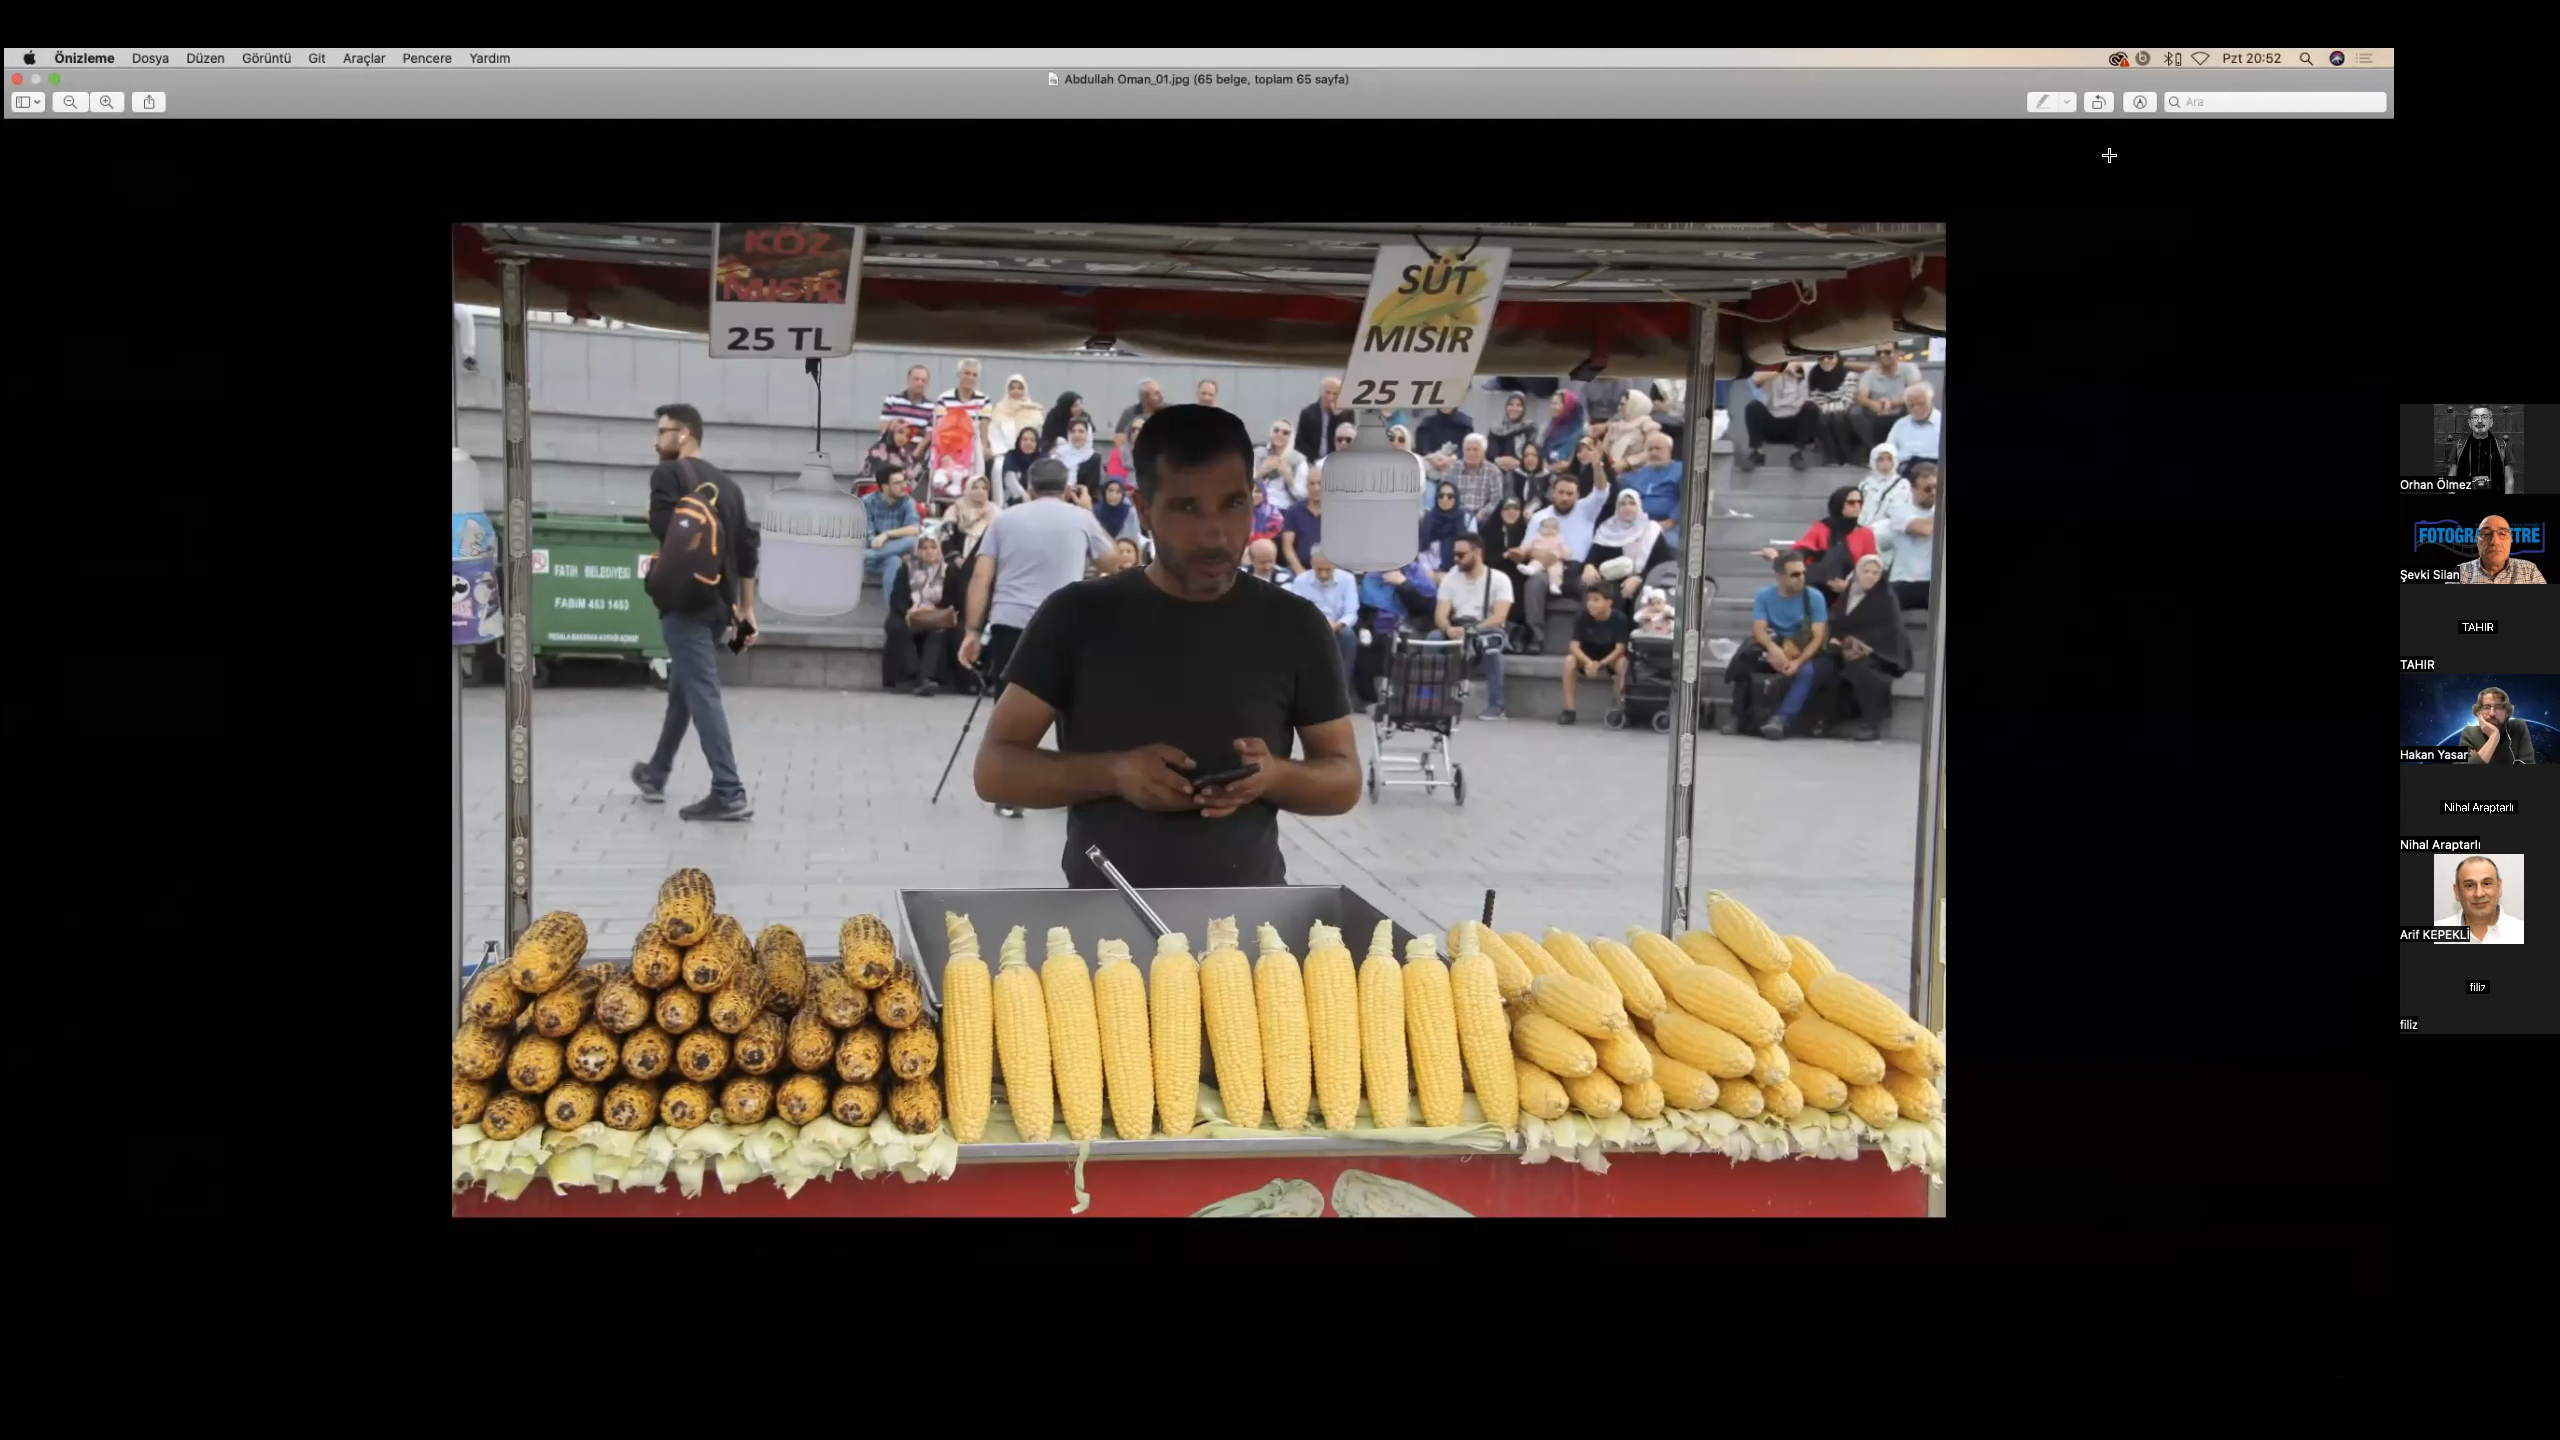 Önizleme Dosya Düzen Görüntü Git Araçlar Pencere Yardım
Pzt 20:52
Abdullah Oman_01.jpg (65 belge, toplam 65 sayfa)
Ara
KÖZ
MISIR
25 TL
SÜT
MISIR
25 TL
FATİH BELEDİYESİ
FABİM 453 1453
Orhan Ölmez
Şevki Silan
TAHIR
TAHIR
Hakan Yasar
Nihal Araptarlı
Nihal Araptarlı
Arif KEPEKLİ
filiz
filiz